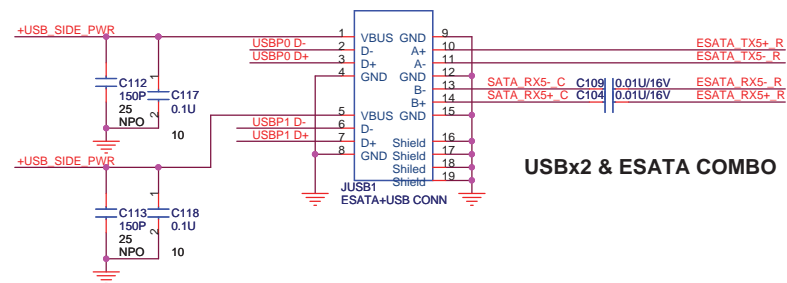 +USB_SIDE_PWR
1 VBUS GND 9
USBP0 D- 2 D- A+ 10 ESATA_TX5+_R
USBP0 D+ 3 D+ A- 11 ESATA_TX5-_R
4 GND GND 12
B- 13 SATA_RX5-_C C109 0.01U/16V ESATA_RX5-_R
B+ 14 SATA_RX5+_C C104 0.01U/16V ESATA_RX5+_R
5 VBUS GND 15
USBP1 D- 6 D-
USBP1 D+ 7 D+ Shield 16
8 GND Shield 17
Shiled 18
Shield 19
C112
150P
25
NPO
1
C117
0.1U
2
10
+USB_SIDE_PWR
JUSB1
ESATA+USB CONN
USBx2 & ESATA COMBO
C113
150P
25
NPO
1
C118
0.1U
2
10